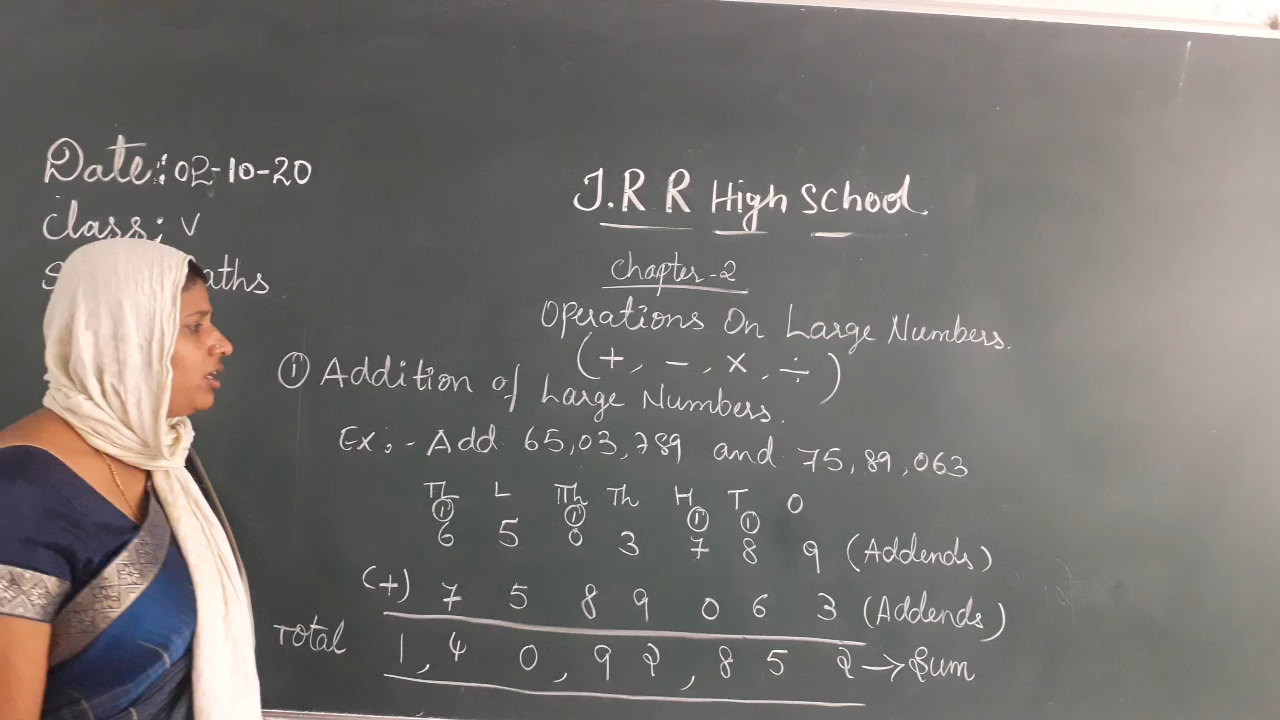 Date: 02-10-20
Class: V
aths
J.R R High School.
Chapter-2
Operations On Large Numbers.
(+, -, ×, ÷)
① Addition of Large Numbers.
Ex:- Add 65,03,789 and 75,89,063
TL L TTh Th H T O
① ① ① ①
6 5 0 3 7 8 9 (Addends)
(+) 7 5 8 9 0 6 3 (Addends)
Total 1,4 0,9 2,8 5 2 → Sum